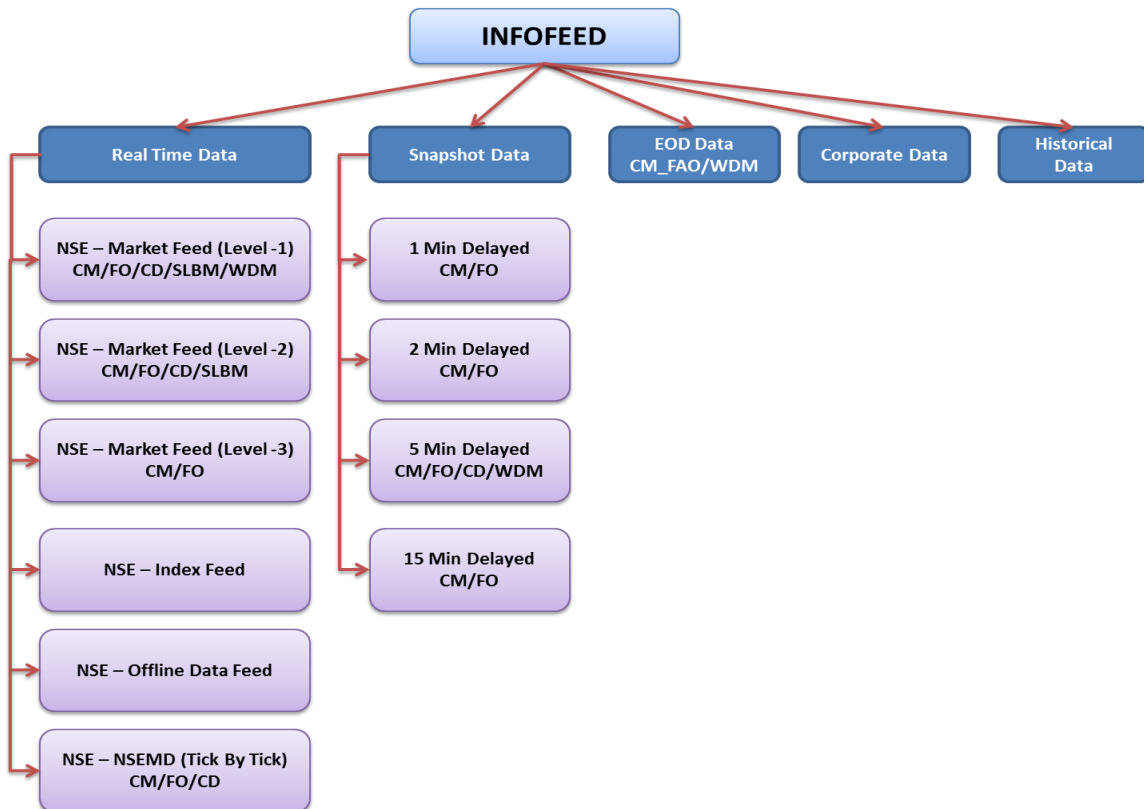 INFOFEED
Real Time Data
Snapshot Data
EOD Data
CM_FAO/WDM
Corporate Data
Historical
Data
NSE – Market Feed (Level -1)
CM/FO/CD/SLBM/WDM
NSE – Market Feed (Level -2)
CM/FO/CD/SLBM
NSE – Market Feed (Level -3)
CM/FO
NSE – Index Feed
NSE – Offline Data Feed
NSE – NSEMD (Tick By Tick)
CM/FO/CD
1 Min Delayed
CM/FO
2 Min Delayed
CM/FO
5 Min Delayed
CM/FO/CD/WDM
15 Min Delayed
CM/FO